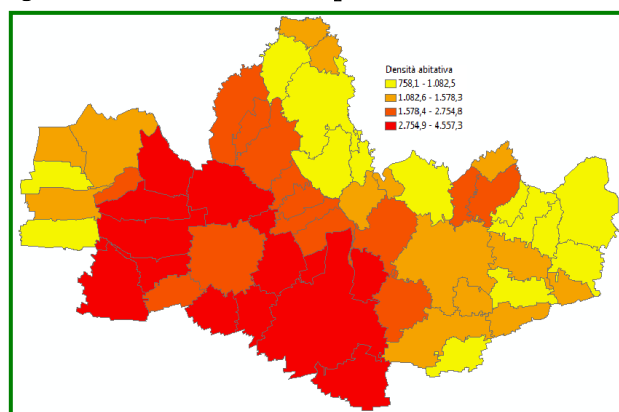 Densità abitativa
758,1 - 1.082,5
1.082,6 - 1.578,3
1.578,4 - 2.754,8
2.754,9 - 4.557,3